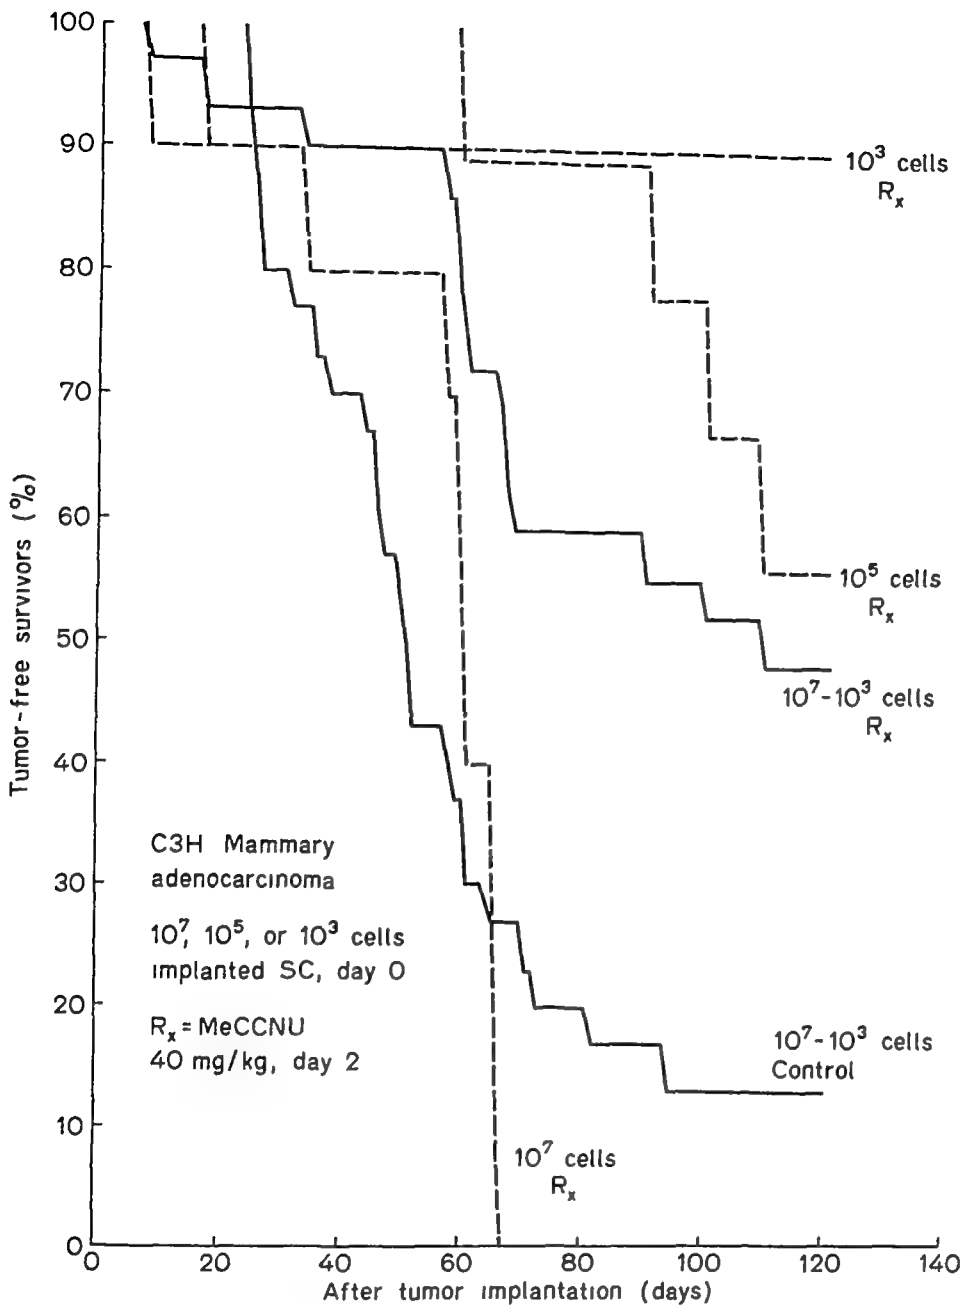 100
90
80
70
60
50
40
30
20
10
0
Tumor-free survivors (%)
10³ cells
Rₓ
10⁵ cells
Rₓ
10⁷-10³ cells
Rₓ
C3H Mammary
adenocarcinoma
10⁷, 10⁵, or 10³ cells
implanted SC, day 0
Rₓ = MeCCNU
40 mg/kg, day 2
10⁷-10³ cells
Control
10⁷ cells
Rₓ
0 20 40 60 80 100 120 140
After tumor implantation (days)